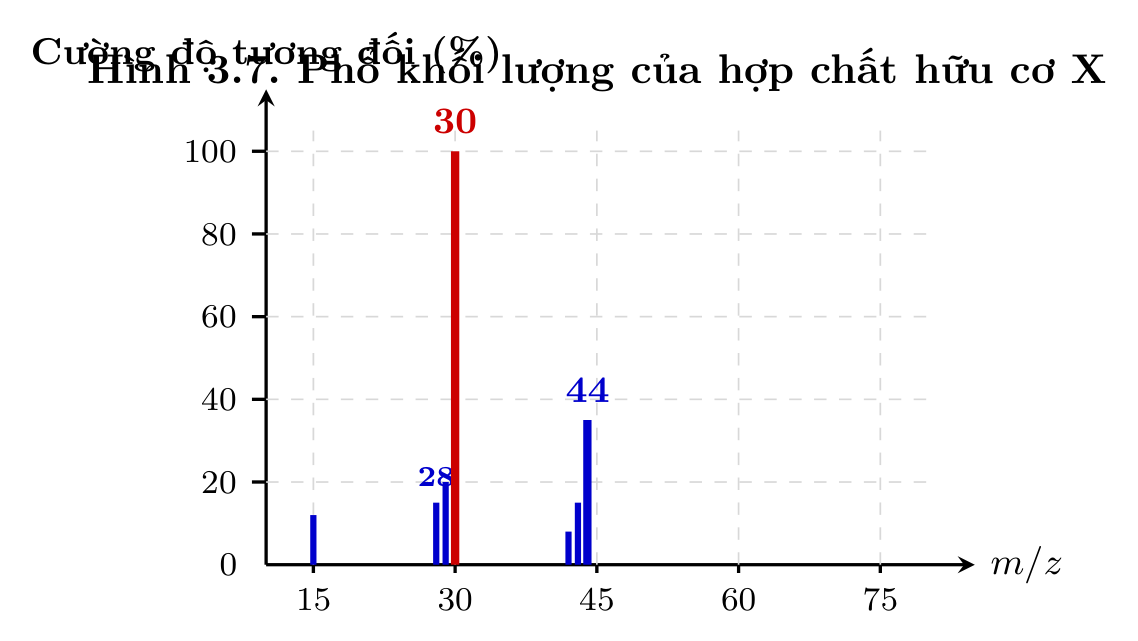 Cường độ tương đối (%)
Hình 3.7. Phổ khối lượng của hợp chất hữu cơ X
30
100
80
60
44
40
28
20
0
m/z
15 30 45 60 75